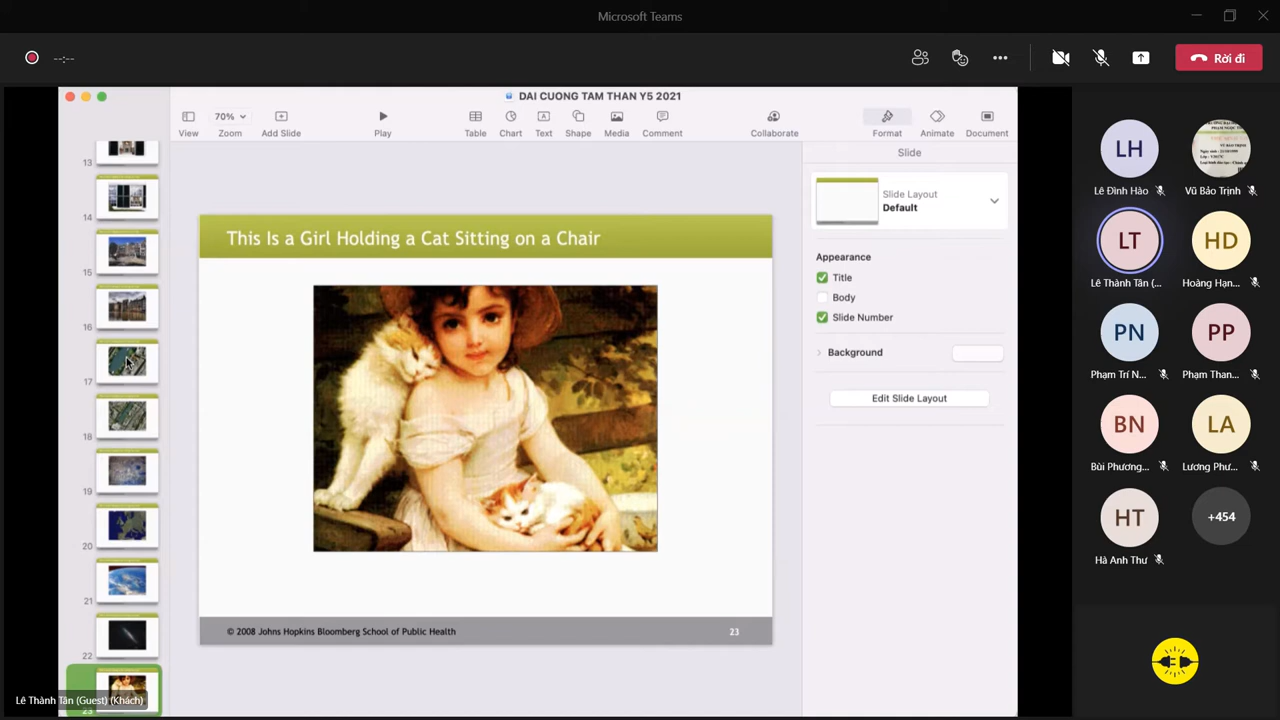 Microsoft Teams
--:--
Rời đi
DAI CUONG TAM THAN Y5 2021
View
70%
Zoom
Add Slide
Play
Table
Chart
Text
Shape
Media
Comment
Collaborate
Format
Animate
Document
13
14
15
16
17
18
19
20
21
22
23
This Is a Girl Holding a Cat Sitting on a Chair
© 2008 Johns Hopkins Bloomberg School of Public Health
23
Slide
Slide Layout
Default
Appearance
Title
Body
Slide Number
Background
Edit Slide Layout
LH
Lê Đình Hào
Vũ Bảo Trịnh
LT
Lê Thành Tân (...
HD
Hoàng Hạn...
PN
Phạm Trí N...
PP
Phạm Than...
BN
Bùi Phương...
LA
Lương Phư...
HT
Hà Anh Thư
+454
Lê Thành Tân (Guest) (Khách)